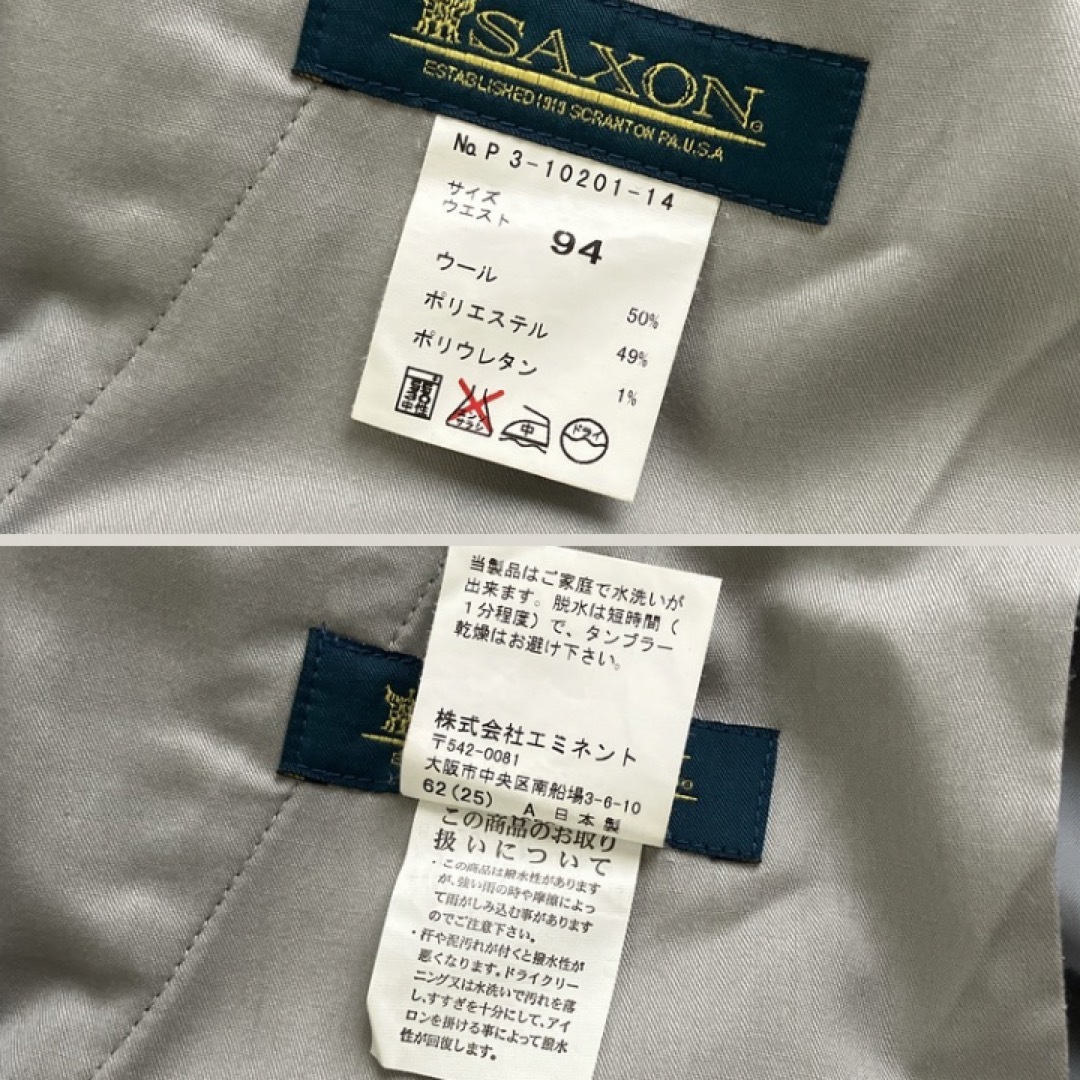 SAXON
ESTABLISHED 1919 SCRANTON PA.U.S.A
No.P 3-10201-14
サイズ
ウエスト
94
ウール 50%
ポリエステル 49%
ポリウレタン 1%
弱 中性
エンソ サラシ
中
ドライ
当製品はご家庭で水洗いが
出来ます。脱水は短時間(
1分程度)で、タンブラー
乾燥はお避け下さい。
株式会社エミネント
〒542-0081
大阪市中央区南船場3-6-10
62(25) A 日本製
この商品のお取り
扱いについて
・この商品は撥水性があります
が、強い雨の時や摩擦によっ
て雨がしみ込む事があります
のでご注意下さい。
・汗や泥汚れが付くと撥水性が
悪くなります。ドライクリー
ニング又は水洗いで汚れを落
し、すすぎを十分にして、アイ
ロンを掛ける事によって撥水
性が回復します。